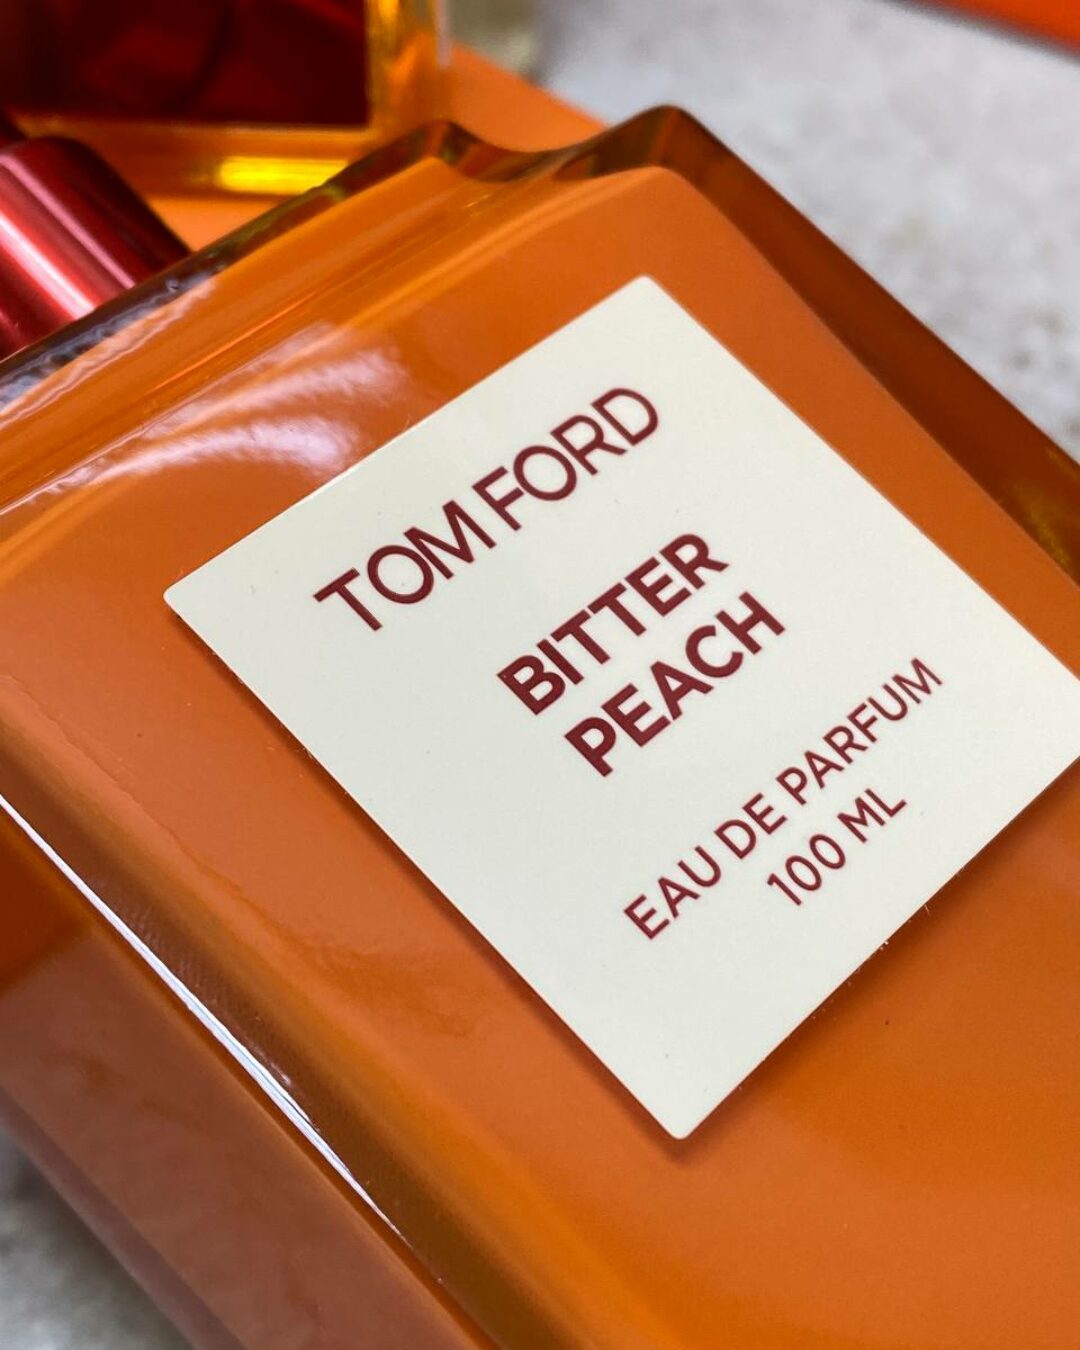 TOM FORD
BITTER
PEACH
EAU DE PARFUM
100 ML